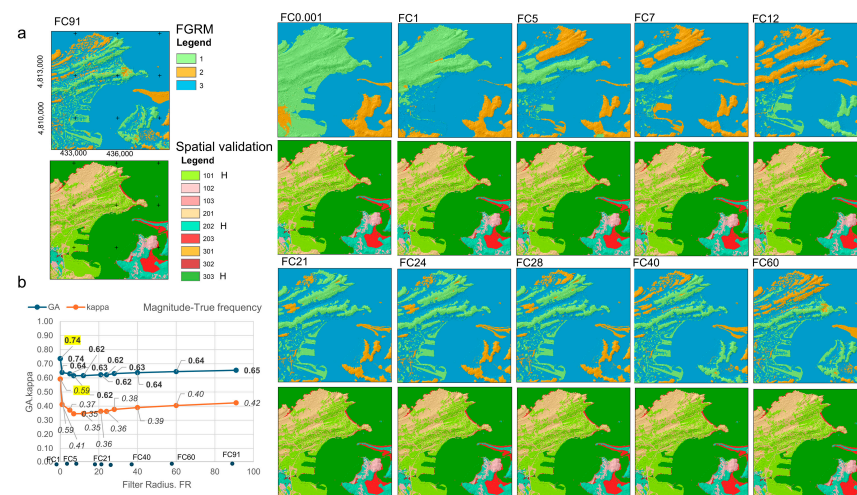 a
FC91
FGRM
Legend
1
2
3
4,813,000
4,810,000
433,000 436,000
Spatial validation
Legend
101 H
102
103
201
202 H
203
301
302
303 H
FC0.001 FC1 FC5 FC7 FC12
FC21 FC24 FC28 FC40 FC60
b
GA kappa Magnitude-True frequency
1.00
0.90
0.80
0.70
0.60
0.50
0.40
0.30
0.20
0.10
0.00
0.74
0.74
0.64
0.62
0.63
0.62
0.62
0.63
0.64
0.64
0.65
0.59
0.59
0.62
0.41
0.37
0.35
0.35
0.36
0.36
0.38
0.39
0.40
0.42
FC1 FC5 FC21 FC40 FC60 FC91
0 20 40 60 80 100
GA.kappa
Filter Radius. FR